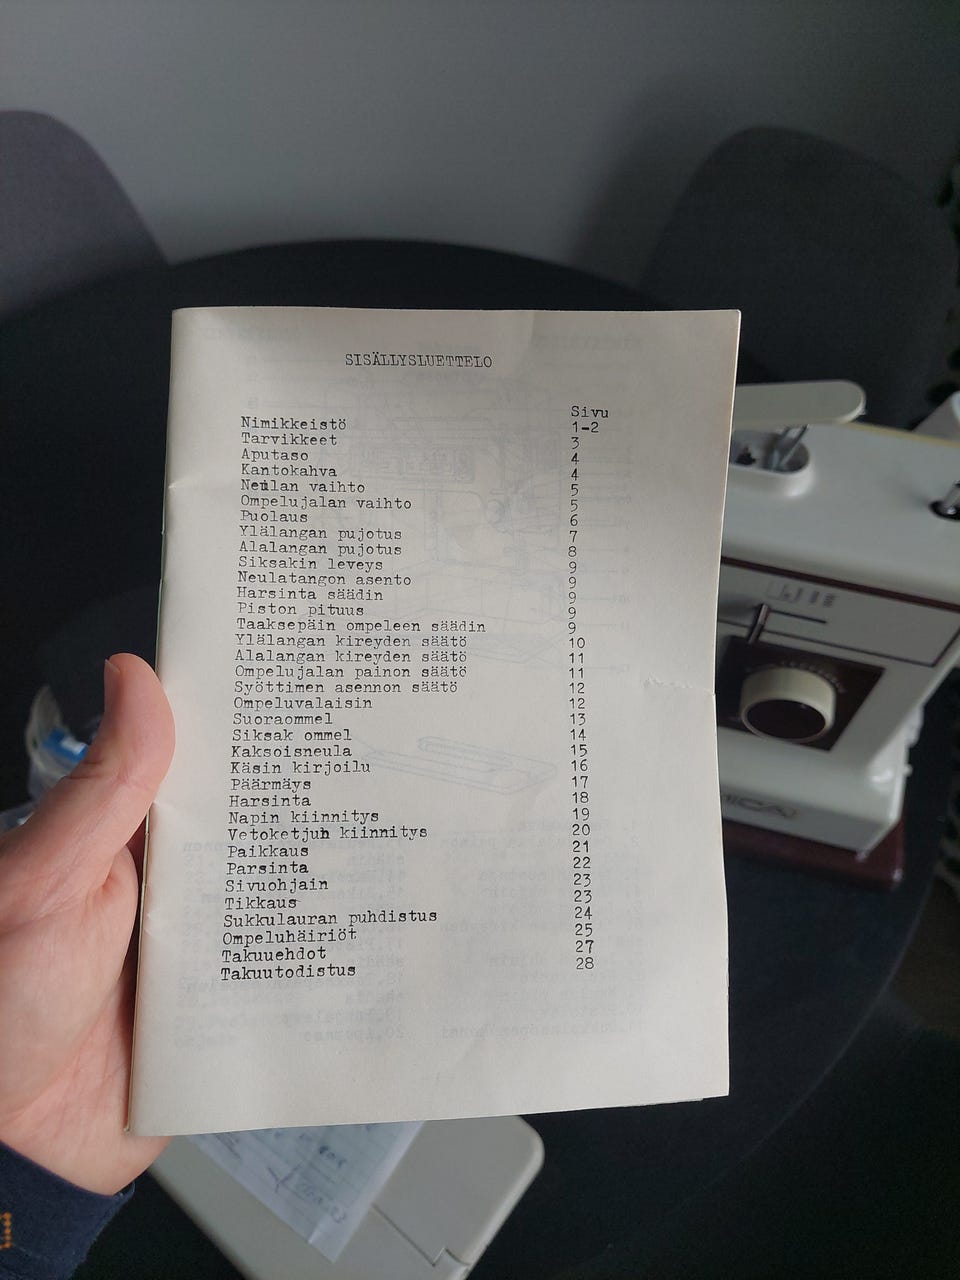 SISÄLLYSLUETTELO
Sivu
Nimikkeistö 1-2
Tarvikkeet 3
Aputaso 4
Kantokahva 4
Neulan vaihto 5
Ompelujalan vaihto 5
Puolaus 6
Ylälangan pujotus 7
Alalangan pujotus 8
Siksakin leveys 9
Neulatangon asento 9
Harsinta säädin 9
Piston pituus 9
Taaksepäin ompeleen säädin 9
Ylälangan kireyden säätö 10
Alalangan kireyden säätö 11
Ompelujalan painon säätö 11
Syöttimen asennon säätö 12
Ompeluvalaisin 12
Suoraommel 13
Siksak ommel 14
Kaksoisneula 15
Käsin kirjoilu 16
Päärmäys 17
Harsinta 18
Napin kiinnitys 19
Vetoketjun kiinnitys 20
Paikkaus 21
Parsinta 22
Sivuohjain 23
Tikkaus 23
Sukkulauran puhdistus 24
Ompeluhäiriöt 25
Takuuehdot 27
Takuutodistus 28